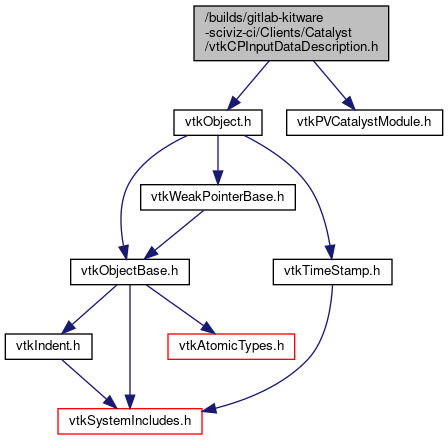 /builds/gitlab-kitware
-sciviz-ci/Clients/Catalyst
/vtkCPInputDataDescription.h
vtkObject.h
vtkPVCatalystModule.h
vtkWeakPointerBase.h
vtkObjectBase.h
vtkTimeStamp.h
vtkIndent.h
vtkAtomicTypes.h
vtkSystemIncludes.h